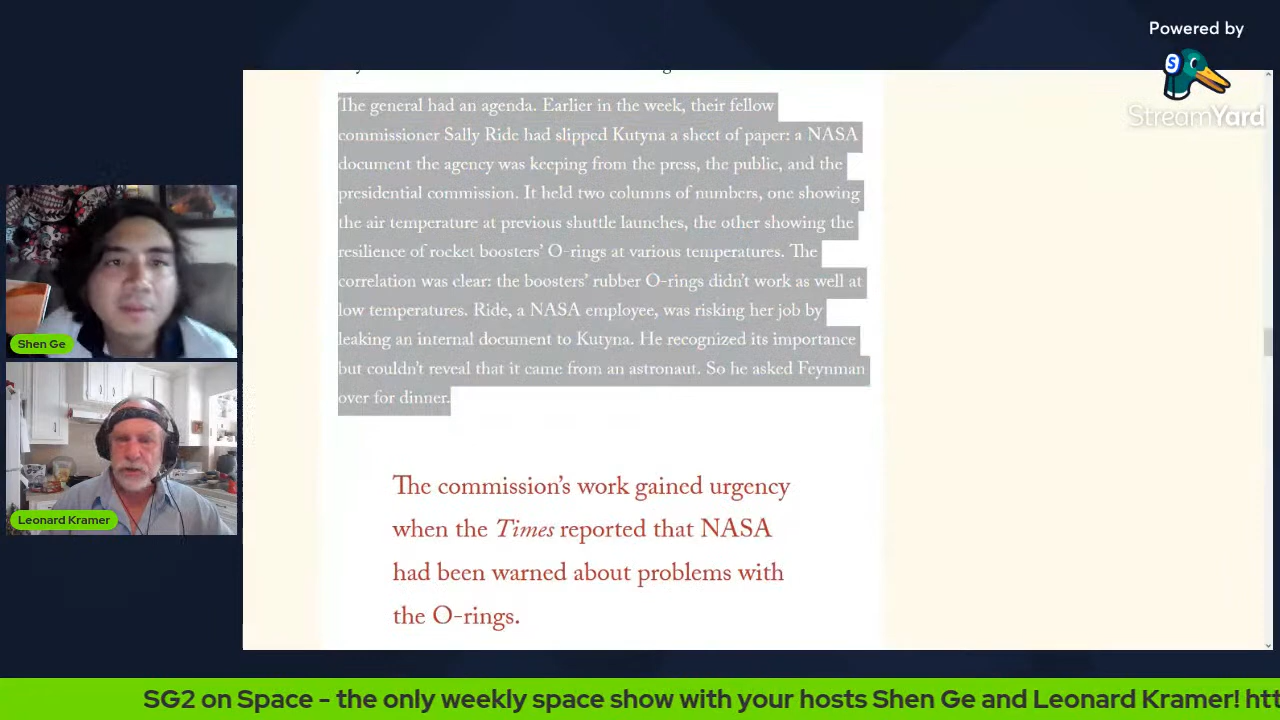 Powered by
StreamYard
The general had an agenda. Earlier in the week, their fellow
commissioner Sally Ride had slipped Kutyna a sheet of paper: a NASA
document the agency was keeping from the press, the public, and the
presidential commission. It held two columns of numbers, one showing
the air temperature at previous shuttle launches, the other showing the
resilience of rocket boosters’ O-rings at various temperatures. The
correlation was clear: the boosters’ rubber O-rings didn’t work as well at
low temperatures. Ride, a NASA employee, was risking her job by
leaking an internal document to Kutyna. He recognized its importance
but couldn’t reveal that it came from an astronaut. So he asked Feynman
over for dinner.
The commission’s work gained urgency
when the Times reported that NASA
had been warned about problems with
the O-rings.
Shen Ge
Leonard Kramer
SG2 on Space - the only weekly space show with your hosts Shen Ge and Leonard Kramer! htt